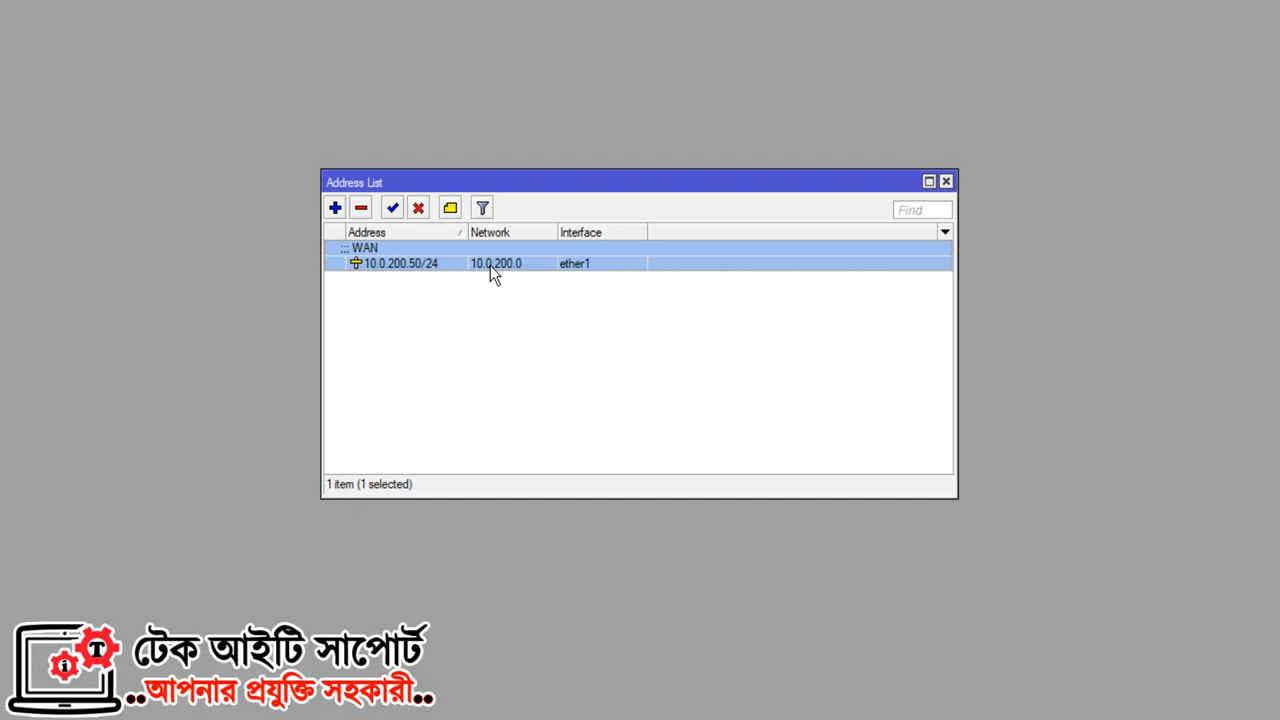 Address List
Find
Address Network Interface
::: WAN
10.0.200.50/24 10.0.200.0 ether1
1 item (1 selected)
টেক আইটি সাপোর্ট
..আপনার প্রযুক্তি সহকারী..
T
i